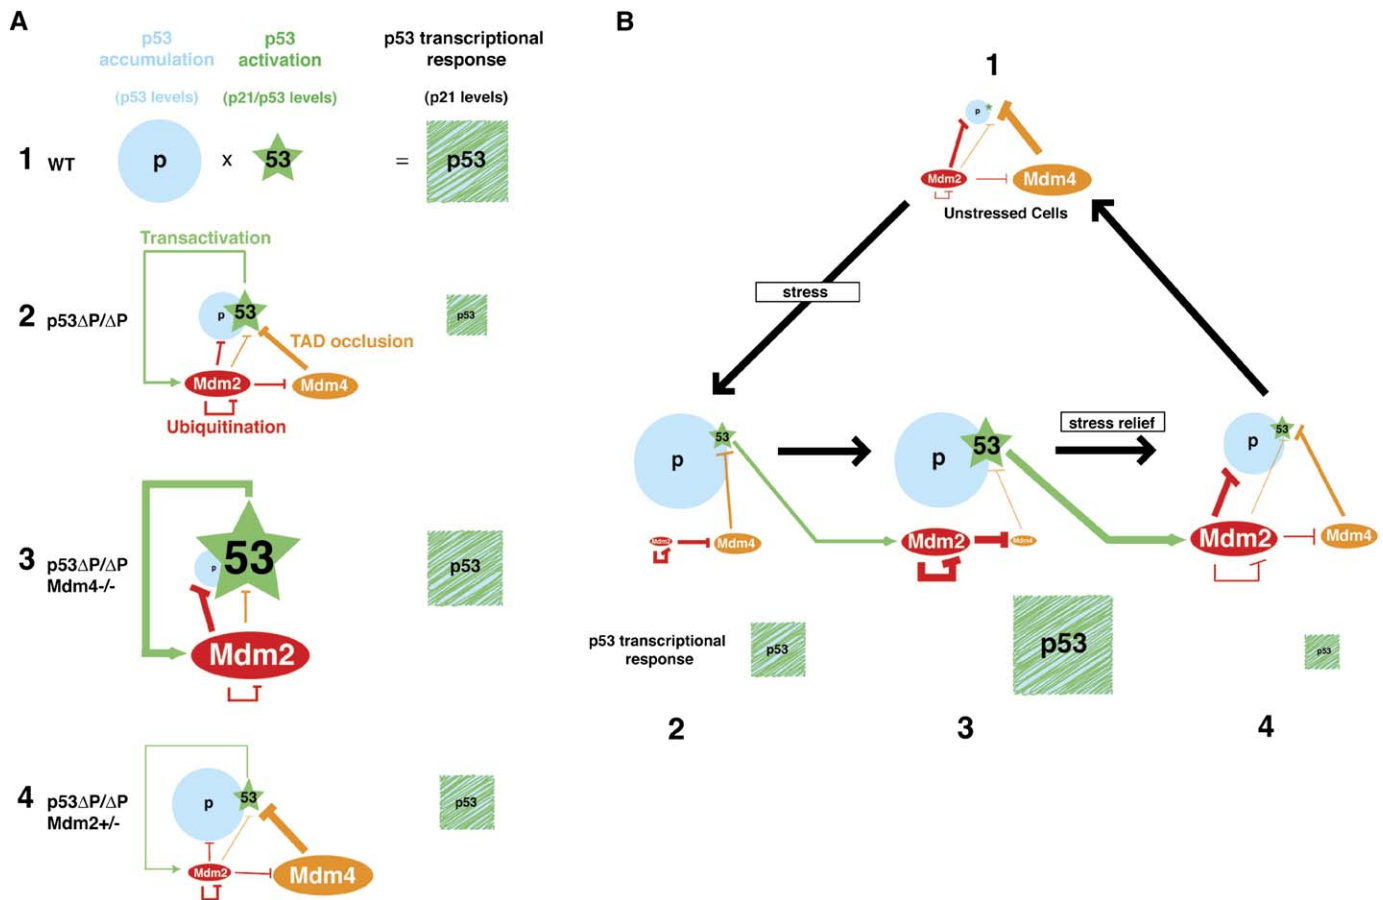 A
p53 accumulation
(p53 levels)
p53 activation
(p21/p53 levels)
p53 transcriptional response
(p21 levels)
1 WT
p
x
53
=
p53
Transactivation
2 p53ΔP/ΔP
p
53
p53
TAD occlusion
Mdm2
Mdm4
Ubiquitination
3 p53ΔP/ΔP
Mdm4-/-
p
53
p53
Mdm2
4 p53ΔP/ΔP
Mdm2+/-
p
53
p53
Mdm2
Mdm4
B
1
p
Mdm2
Mdm4
Unstressed Cells
stress
p
53
Mdm2
Mdm4
p
53
Mdm2
Mdm4
stress relief
p
53
Mdm2
Mdm4
p53 transcriptional
response
p53
p53
p53
2
3
4